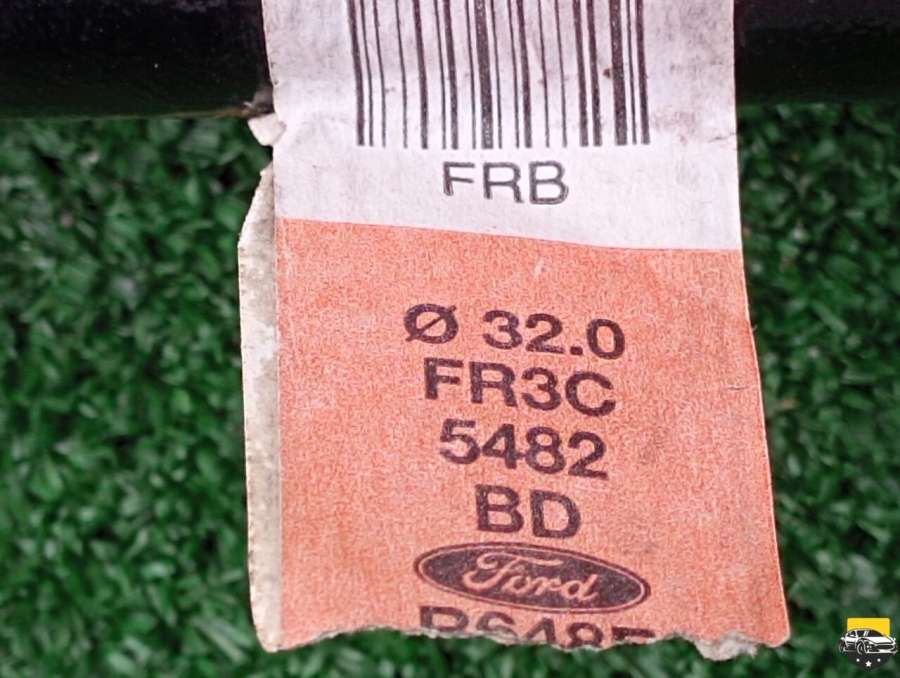 FRB
Ø 32.0
FR3C
5482
BD
Ford